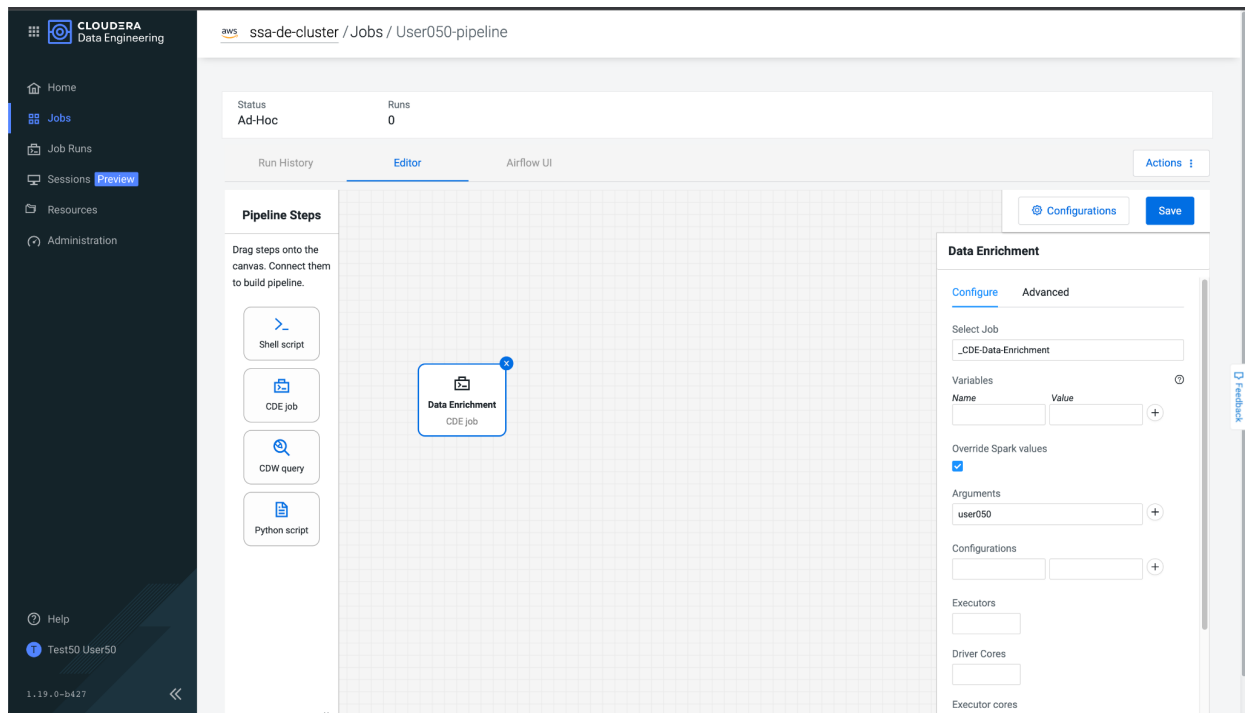 CLOUDERA
Data Engineering
aws ssa-de-cluster / Jobs / User050-pipeline
Home
Jobs
Job Runs
Sessions Preview
Resources
Administration
Help
T Test50 User50
1.19.0-b427
Status
Ad-Hoc
Runs
0
Run History
Editor
Airflow UI
Actions
Pipeline Steps
Drag steps onto the
canvas. Connect them
to build pipeline.
Shell script
CDE job
CDW query
Python script
Data Enrichment
CDE job
Configurations
Save
Data Enrichment
Configure
Advanced
Select Job
_CDE-Data-Enrichment
Variables
Name
Value
Override Spark values
Arguments
user050
Configurations
Executors
Driver Cores
Executor cores
Feedback